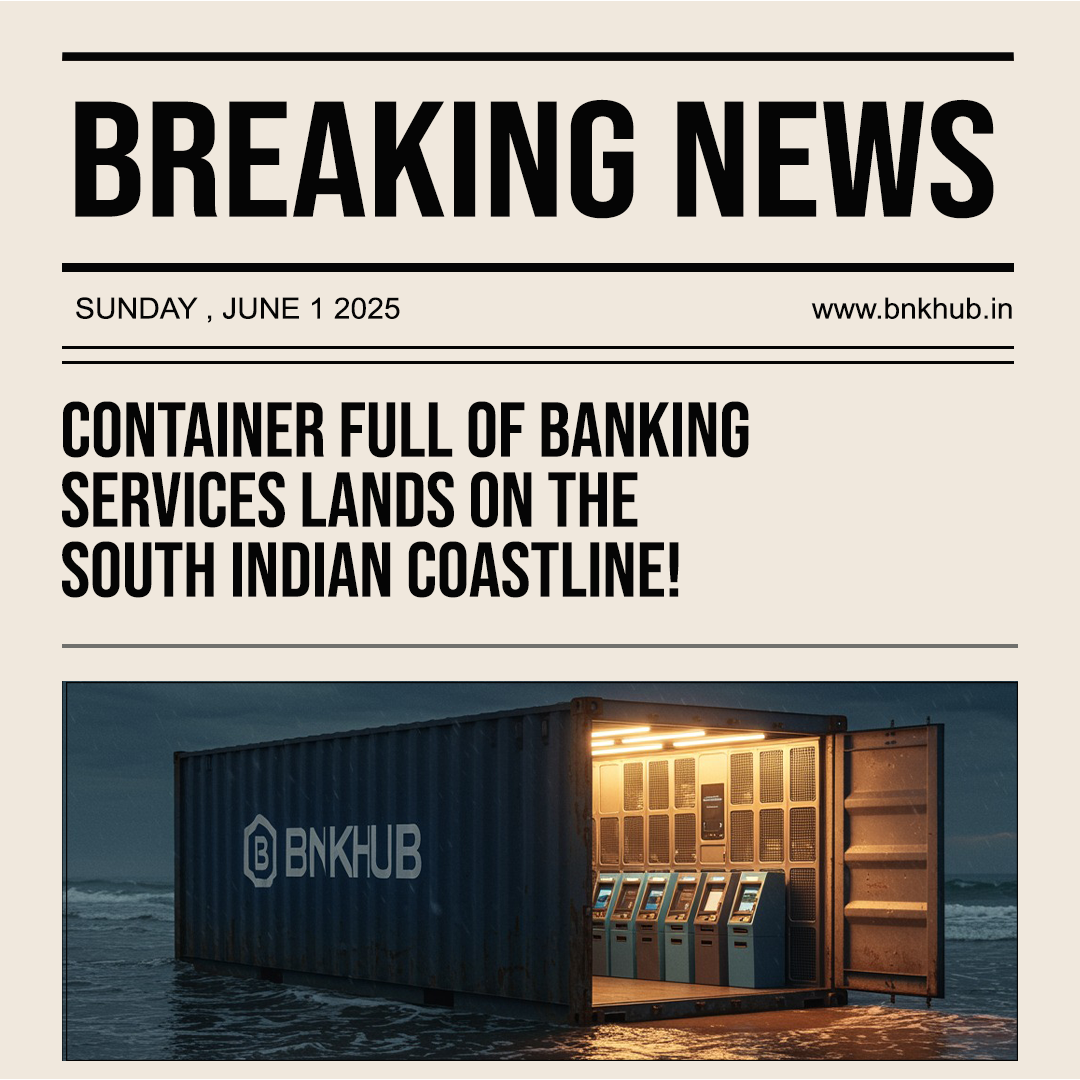 BREAKING NEWS
SUNDAY , JUNE 1 2025
www.bnkhub.in
CONTAINER FULL OF BANKING
SERVICES LANDS ON THE
SOUTH INDIAN COASTLINE!
B BNKHUB